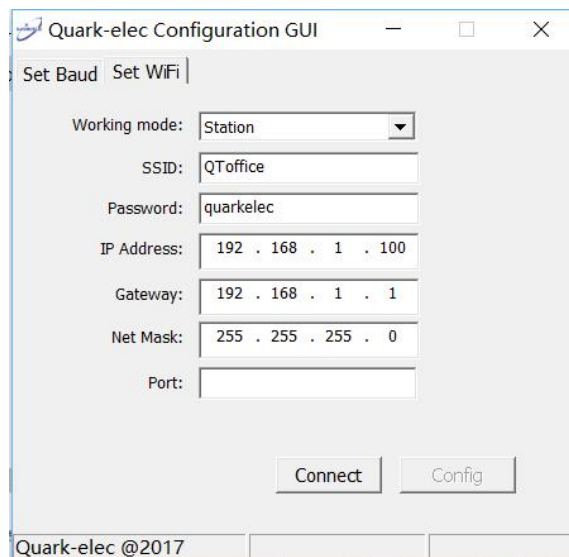 Quark-elec Configuration GUI
Set Baud Set WiFi
Working mode: Station
SSID: QToffice
Password: quarkelec
IP Address: 192 . 168 . 1 . 100
Gateway: 192 . 168 . 1 . 1
Net Mask: 255 . 255 . 255 . 0
Port:
Connect Config
Quark-elec @2017